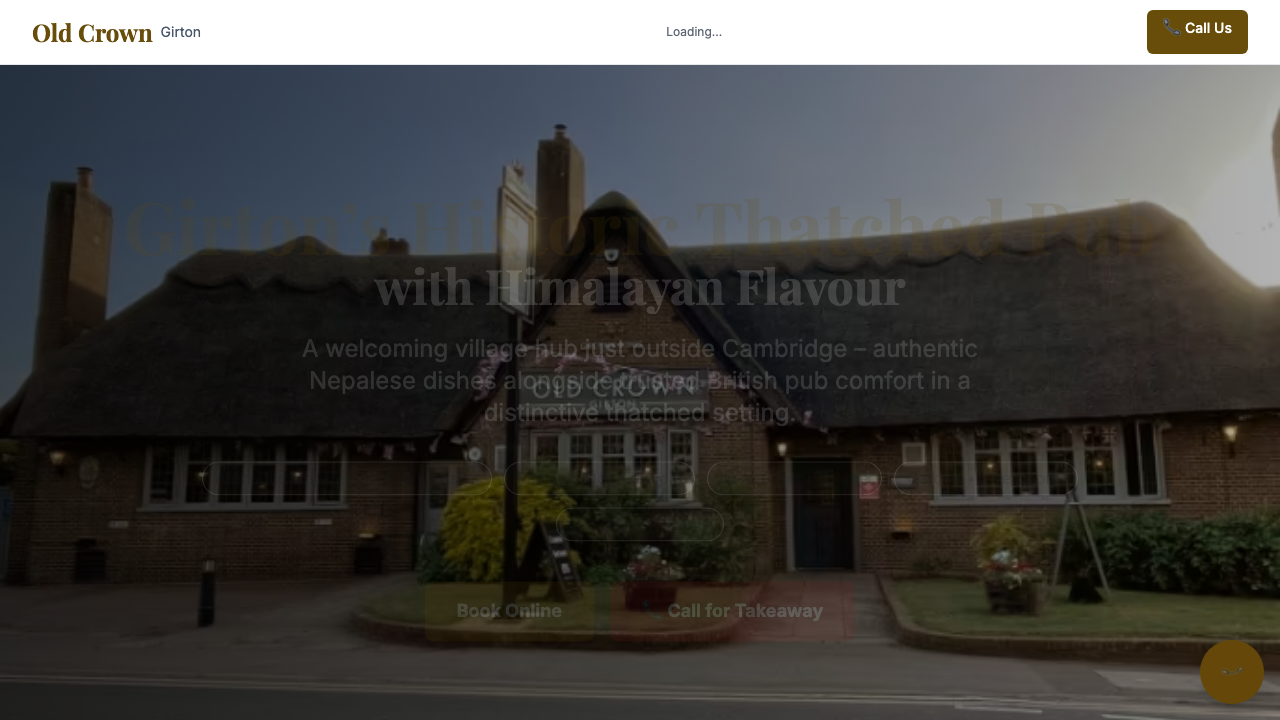 Old Crown Girton
Loading...
📞 Call Us
Girton's Historic Thatched Pub
with Himalayan Flavour
A welcoming village hub just outside Cambridge – authentic
Nepalese dishes alongside trusted British pub comfort in a
distinctive thatched setting.
OLD CROWN
GIRTON
Book Online
Call for Takeaway